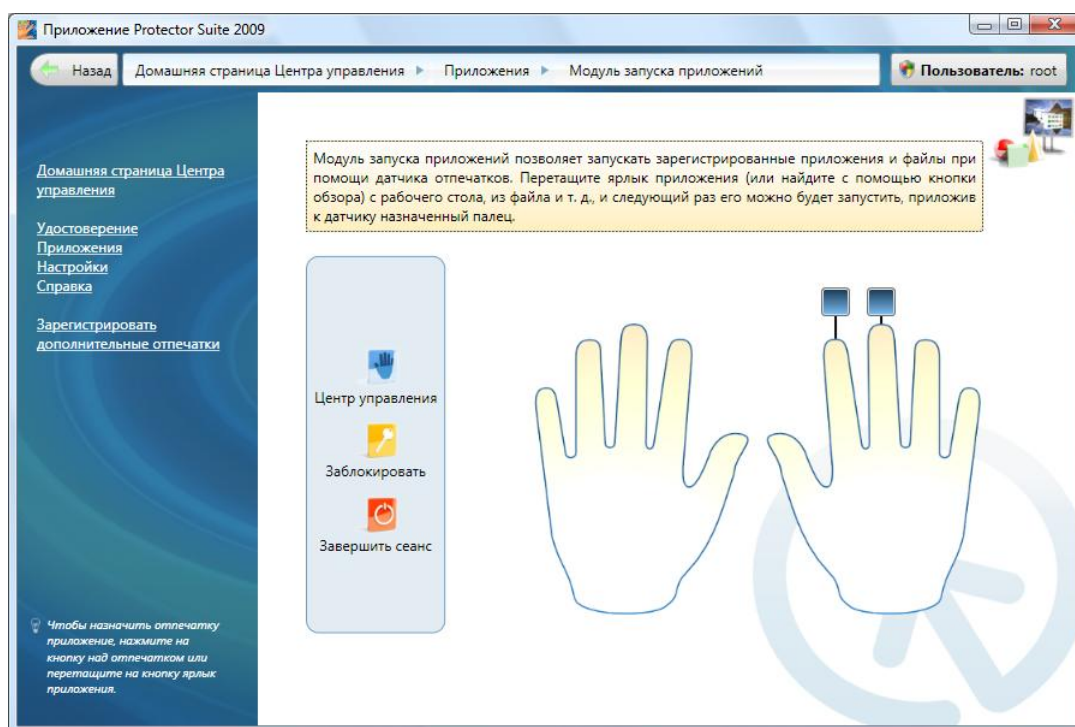 Приложение Protector Suite 2009
Назад
Домашняя страница Центра управления
Приложения
Модуль запуска приложений
Пользователь: root
Домашняя страница Центра
управления
Удостоверение
Приложения
Настройки
Справка
Зарегистрировать
дополнительные отпечатки
Модуль запуска приложений позволяет запускать зарегистрированные приложения и файлы при
помощи датчика отпечатков. Перетащите ярлык приложения (или найдите с помощью кнопки
обзора) с рабочего стола, из файла и т. д., и следующий раз его можно будет запустить, приложив
к датчику назначенный палец.
Центр управления
Заблокировать
Завершить сеанс
Чтобы назначить отпечатку
приложение, нажмите на
кнопку над отпечатком или
перетащите на кнопку ярлык
приложения.